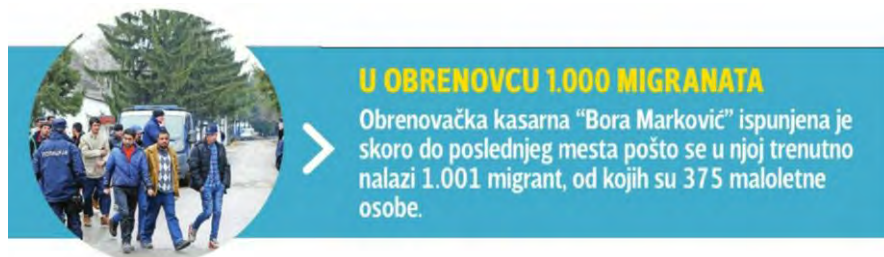 U OBRENOVCU 1.000 MIGRANATA
Obrenovačka kasarna “Bora Marković” ispunjena je
skoro do poslednjeg mesta pošto se u njoj trenutno
nalazi 1.001 migrant, od kojih su 375 maloletne
osobe.